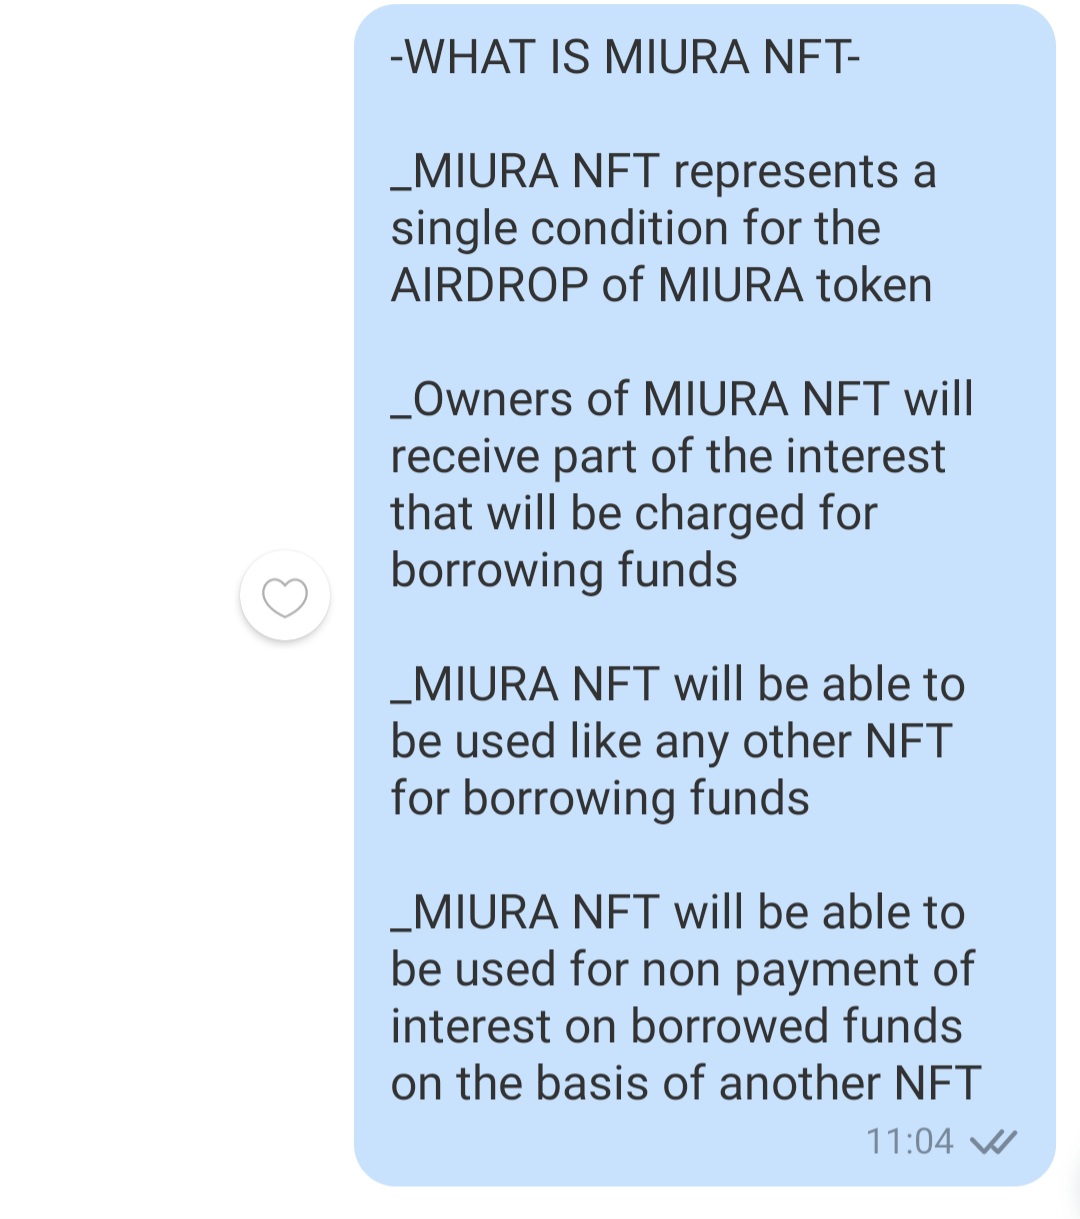 -WHAT IS MIURA NFT-
_MIURA NFT represents a
single condition for the
AIRDROP of MIURA token
_Owners of MIURA NFT will
receive part of the interest
that will be charged for
borrowing funds
_MIURA NFT will be able to
be used like any other NFT
for borrowing funds
_MIURA NFT will be able to
be used for non payment of
interest on borrowed funds
on the basis of another NFT
11:04